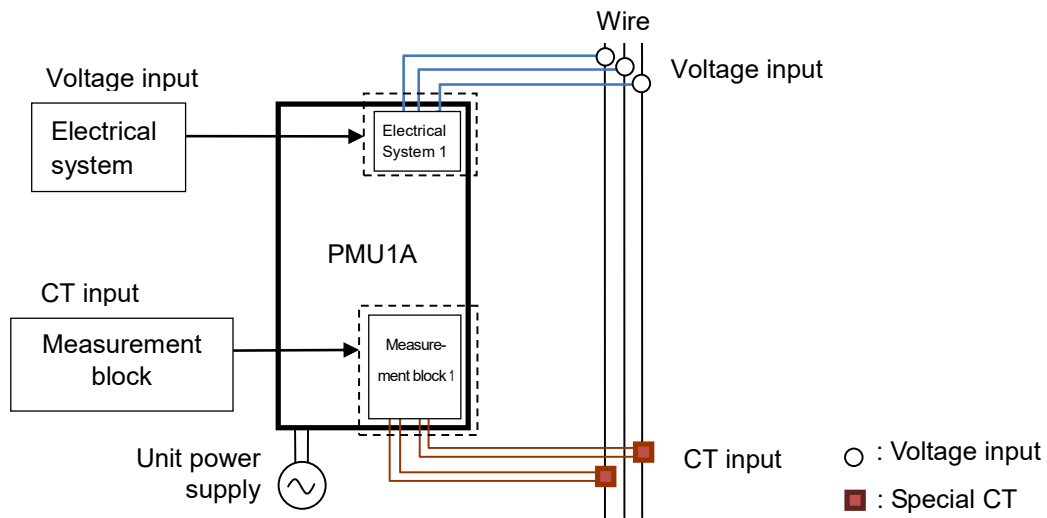 Wire
Voltage input
Voltage input
Electrical
system
Electrical
System 1
PMU1A
CT input
Measurement
block
Measure-
ment block 1
Unit power
supply
CT input
: Voltage input
: Special CT